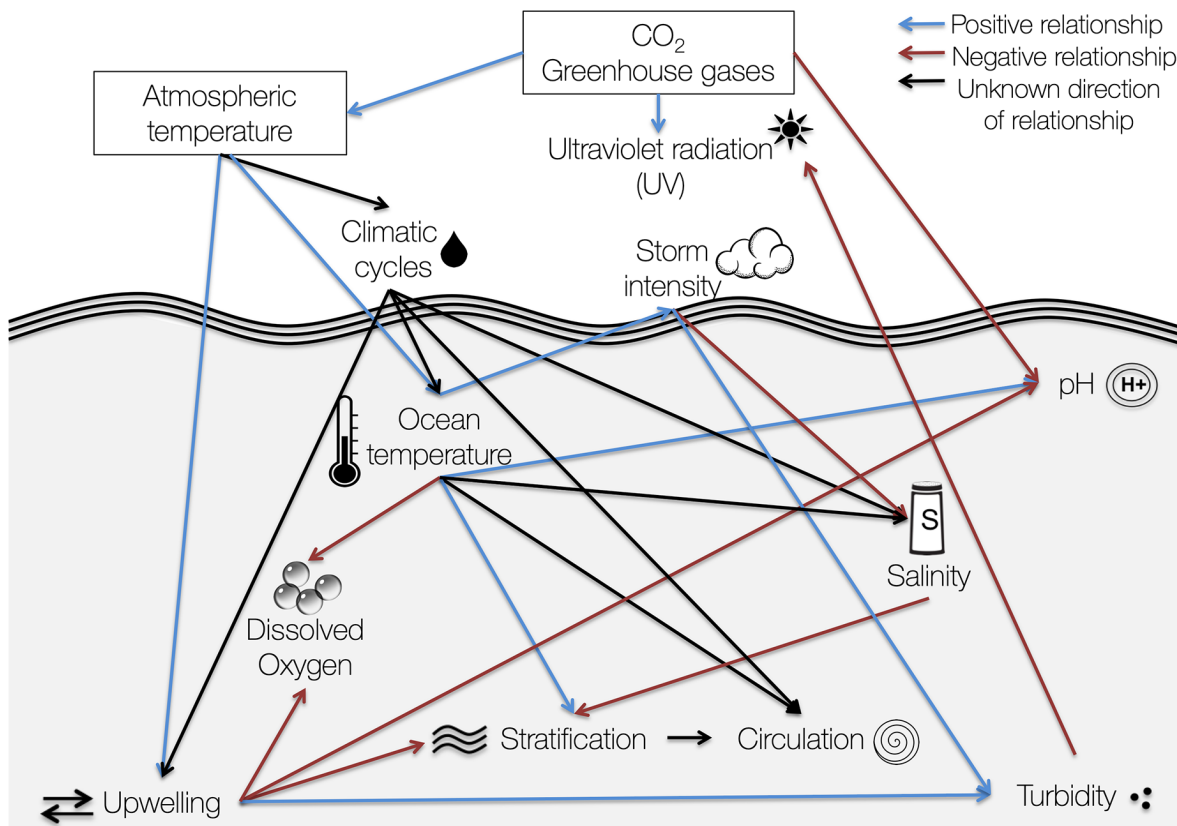 CO₂
Greenhouse gases
Positive relationship
Negative relationship
Unknown direction
of relationship
Atmospheric
temperature
Ultraviolet radiation
(UV)
Climatic
cycles
Storm
intensity
pH
H+
Ocean
temperature
S
Salinity
Dissolved
Oxygen
Stratification
Circulation
Upwelling
Turbidity